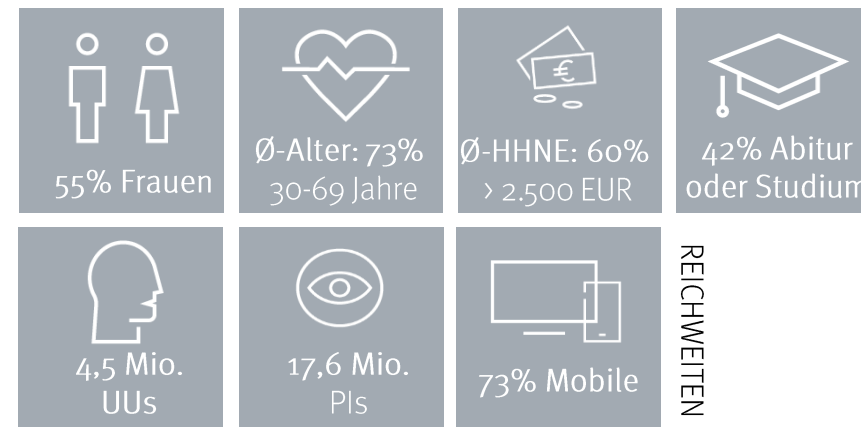 55% Frauen
Ø-Alter: 73%
30-69 Jahre
Ø-HHNE: 60%
> 2.500 EUR
42% Abitur
oder Studium
4,5 Mio.
UUs
17,6 Mio.
PIs
73% Mobile
REICHWEITEN